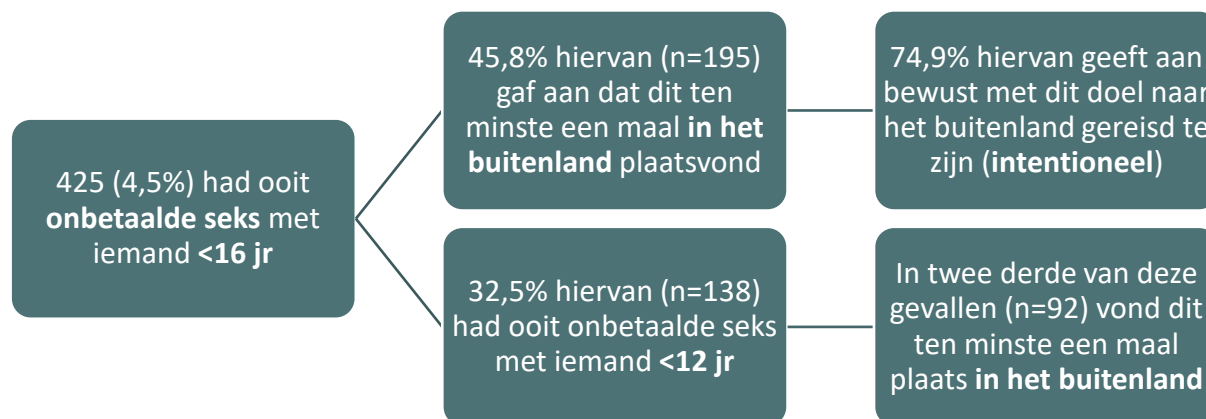 425 (4,5%) had ooit
onbetaalde seks met
iemand <16 jr
45,8% hiervan (n=195)
gaf aan dat dit ten
minste een maal in het
buitenland plaatsvond
74,9% hiervan geeft aan
bewust met dit doel naar
het buitenland gereisd te
zijn (intentioneel)
32,5% hiervan (n=138)
had ooit onbetaalde seks
met iemand <12 jr
In twee derde van deze
gevallen (n=92) vond dit
ten minste een maal
plaats in het buitenland